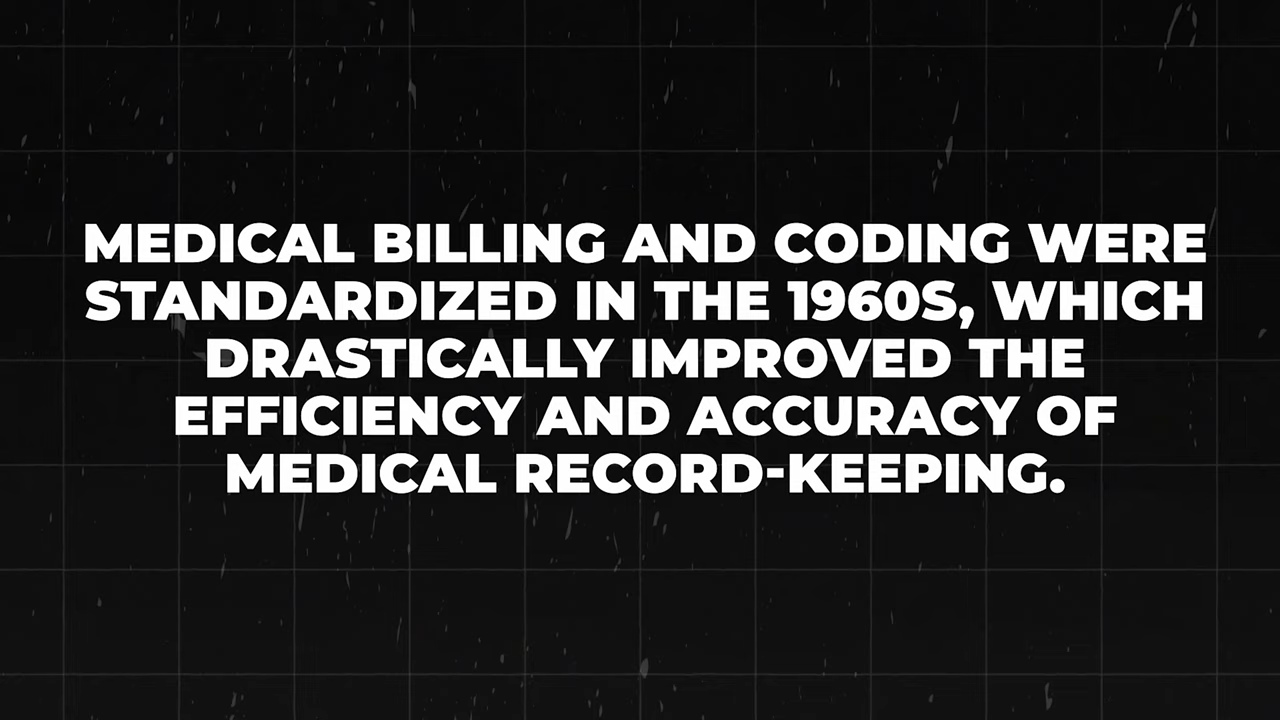 MEDICAL BILLING AND CODING WERE
STANDARDIZED IN THE 1960S, WHICH
DRASTICALLY IMPROVED THE
EFFICIENCY AND ACCURACY OF
MEDICAL RECORD-KEEPING.